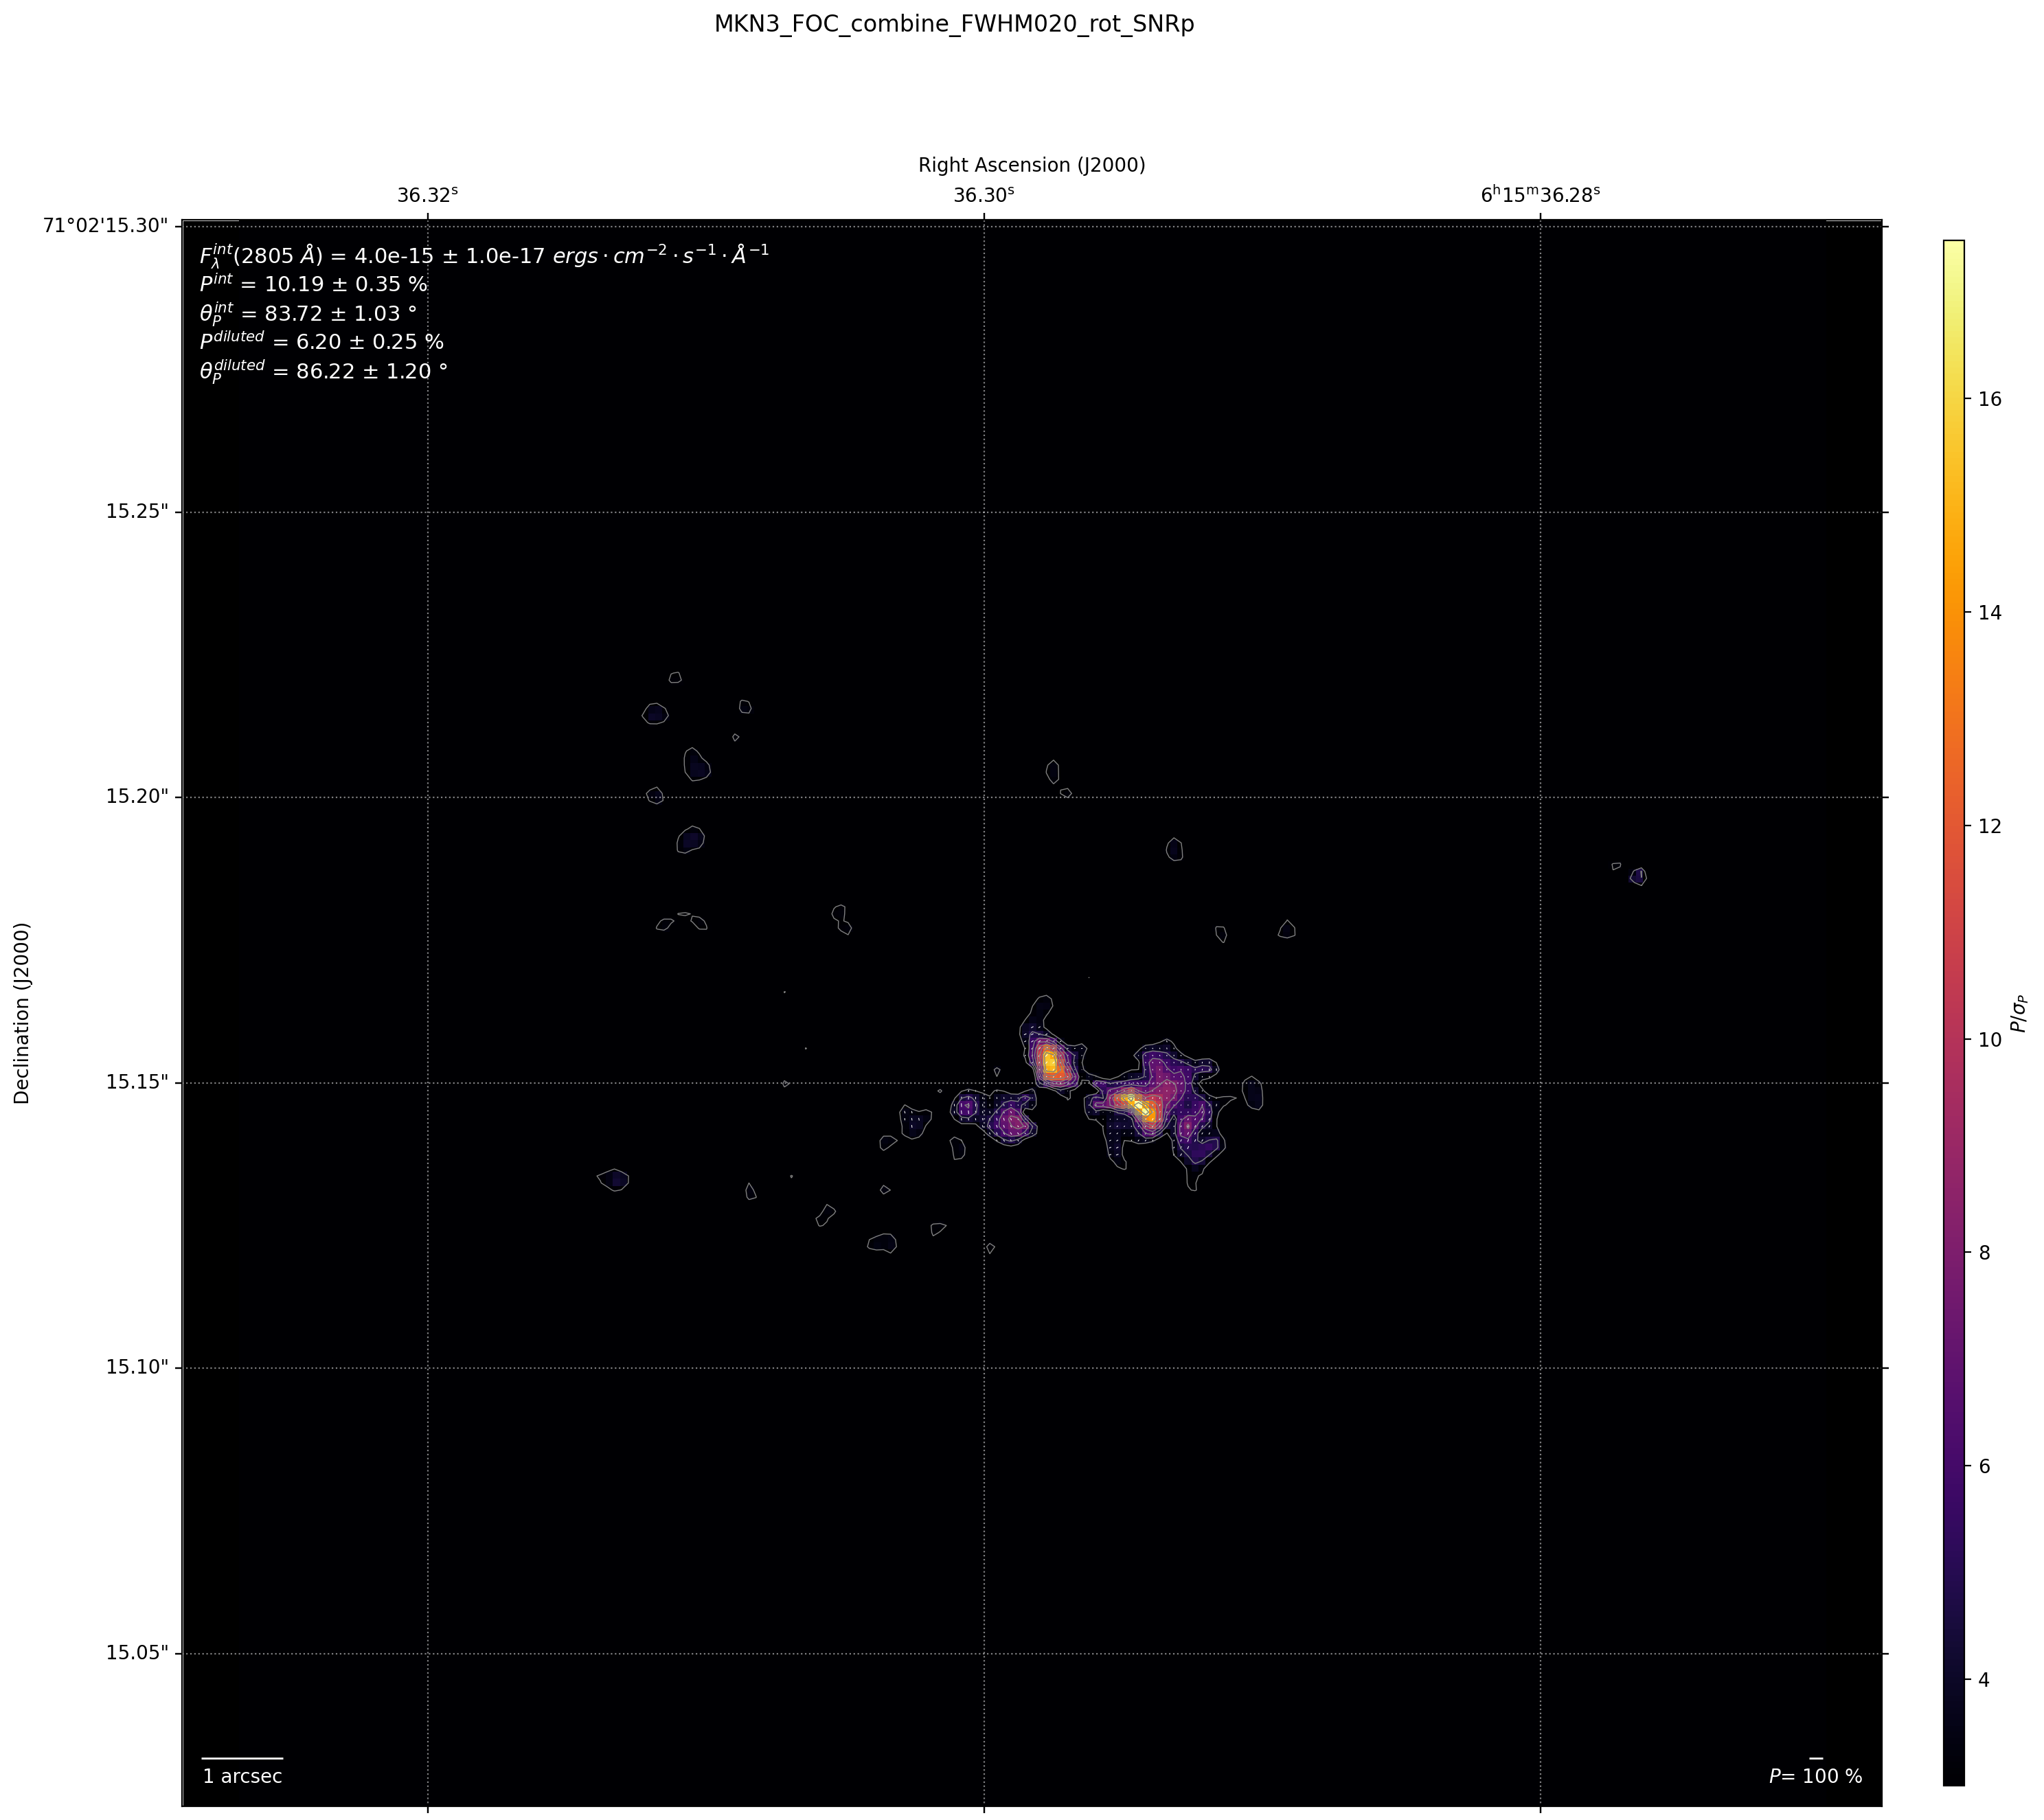 MKN3_FOC_combine_FWHM020_rot_SNRp
Right Ascension (J2000)
36.32ˢ 36.30ˢ 6ʰ15ᵐ36.28ˢ
71°02'15.30"
F_λ^int(2805 Å) = 4.0e-15 ± 1.0e-17 ergs · cm⁻² · s⁻¹ · Å⁻¹
P^int = 10.19 ± 0.35 %
θ_P^int = 83.72 ± 1.03 °
P^diluted = 6.20 ± 0.25 %
θ_P^diluted = 86.22 ± 1.20 °
15.25"
15.20"
15.15"
15.10"
15.05"
Declination (J2000)
1 arcsec
P= 100 %
16
14
12
10
8
6
4
P/σ_P